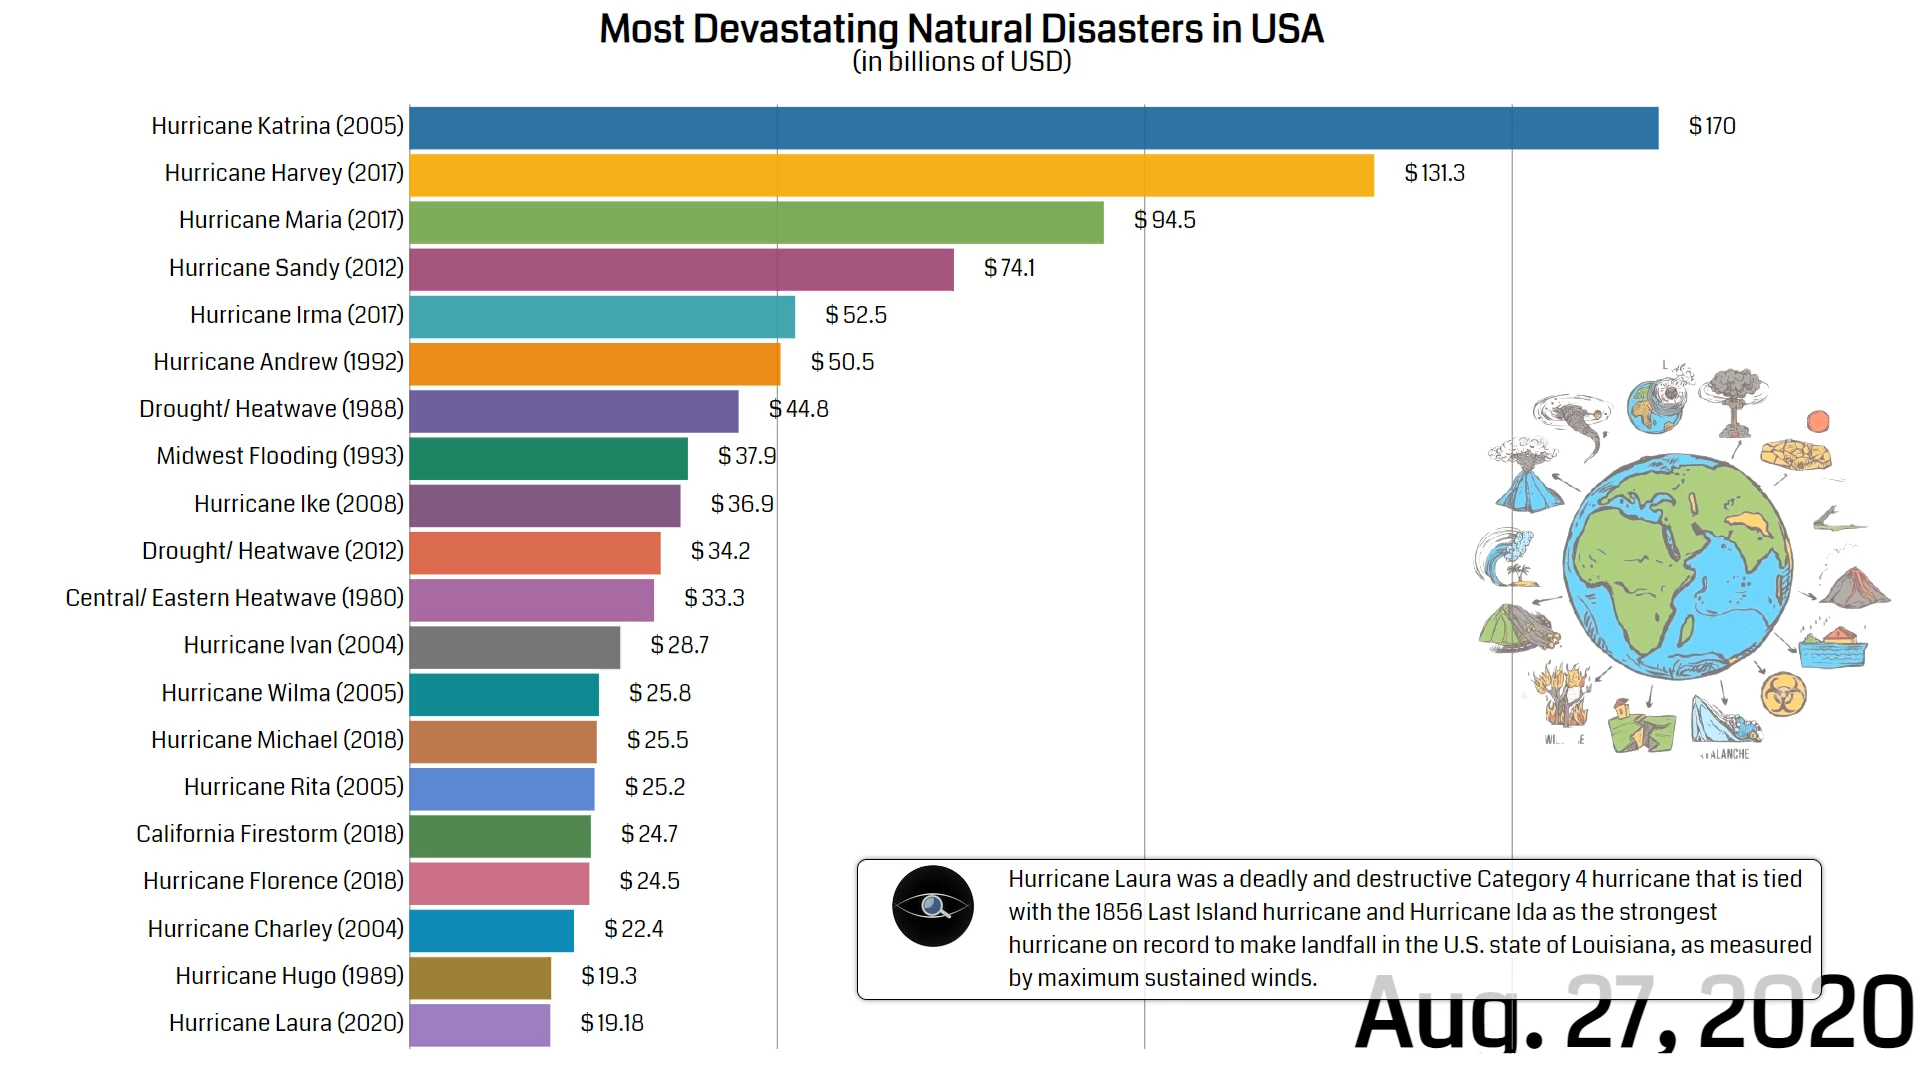 Most Devastating Natural Disasters in USA
(in billions of USD)
Hurricane Katrina (2005) $ 170
Hurricane Harvey (2017) $ 131.3
Hurricane Maria (2017) $ 94.5
Hurricane Sandy (2012) $ 74.1
Hurricane Irma (2017) $ 52.5
Hurricane Andrew (1992) $ 50.5
Drought/ Heatwave (1988) $ 44.8
Midwest Flooding (1993) $ 37.9
Hurricane Ike (2008) $ 36.9
Drought/ Heatwave (2012) $ 34.2
Central/ Eastern Heatwave (1980) $ 33.3
Hurricane Ivan (2004) $ 28.7
Hurricane Wilma (2005) $ 25.8
Hurricane Michael (2018) $ 25.5
Hurricane Rita (2005) $ 25.2
California Firestorm (2018) $ 24.7
Hurricane Florence (2018) $ 24.5
Hurricane Charley (2004) $ 22.4
Hurricane Hugo (1989) $ 19.3
Hurricane Laura (2020) $ 19.18
Hurricane Laura was a deadly and destructive Category 4 hurricane that is tied
with the 1856 Last Island hurricane and Hurricane Ida as the strongest
hurricane on record to make landfall in the U.S. state of Louisiana, as measured
by maximum sustained winds.
Aug. 27, 2020